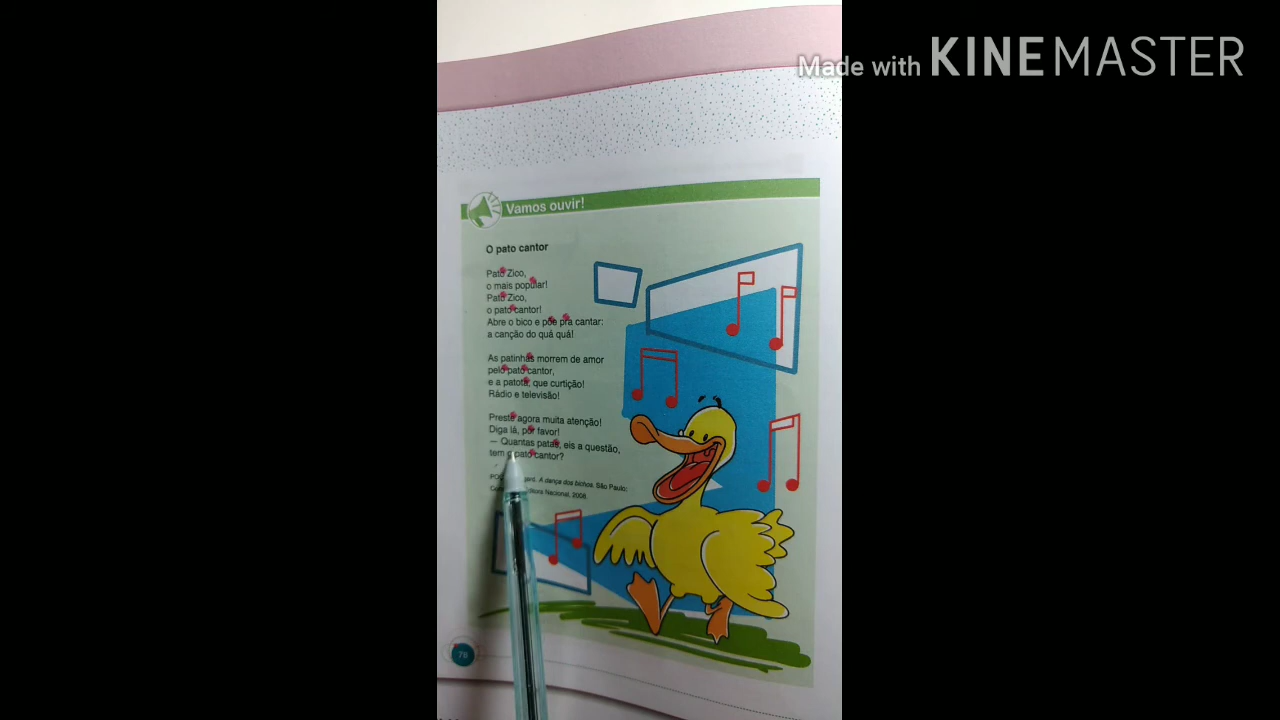 Made with KINEMASTER
Vamos ouvir!
O pato cantor
Pato Zico,
o mais popular!
Pato Zico,
o pato cantor!
Abre o bico e põe pra cantar:
a canção do quá quá!
As patinhas morrem de amor
pelo pato cantor,
e a patota, que curtição!
Rádio e televisão!
Preste agora muita atenção!
Diga lá, por favor!
— Quantas patas, eis a questão,
tem o pato cantor?
A dança dos bichos. São Paulo:
Editora Nacional, 2008.
78